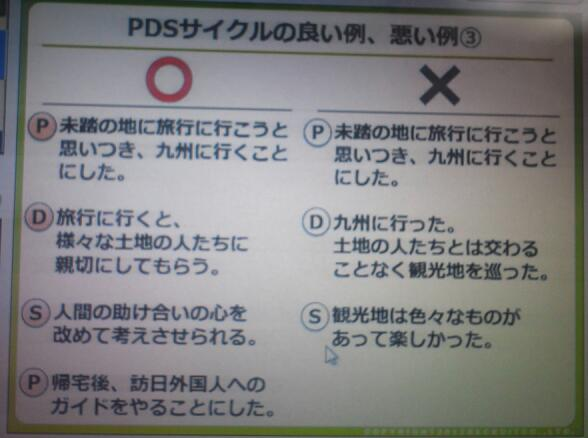 PDSサイクルの良い例、悪い例③
P 未踏の地に旅行に行こうと
思いつき、九州に行くこと
にした。
D 旅行に行くと、
様々な土地の人たちに
親切にしてもらう。
S 人間の助け合いの心を
改めて考えさせられる。
P 帰宅後、訪日外国人への
ガイドをやることにした。
P 未踏の地に旅行に行こうと
思いつき、九州に行くこと
にした。
D 九州に行った。
土地の人たちとは交わる
ことなく観光地を巡った。
S 観光地は色々なものが
あって楽しかった。